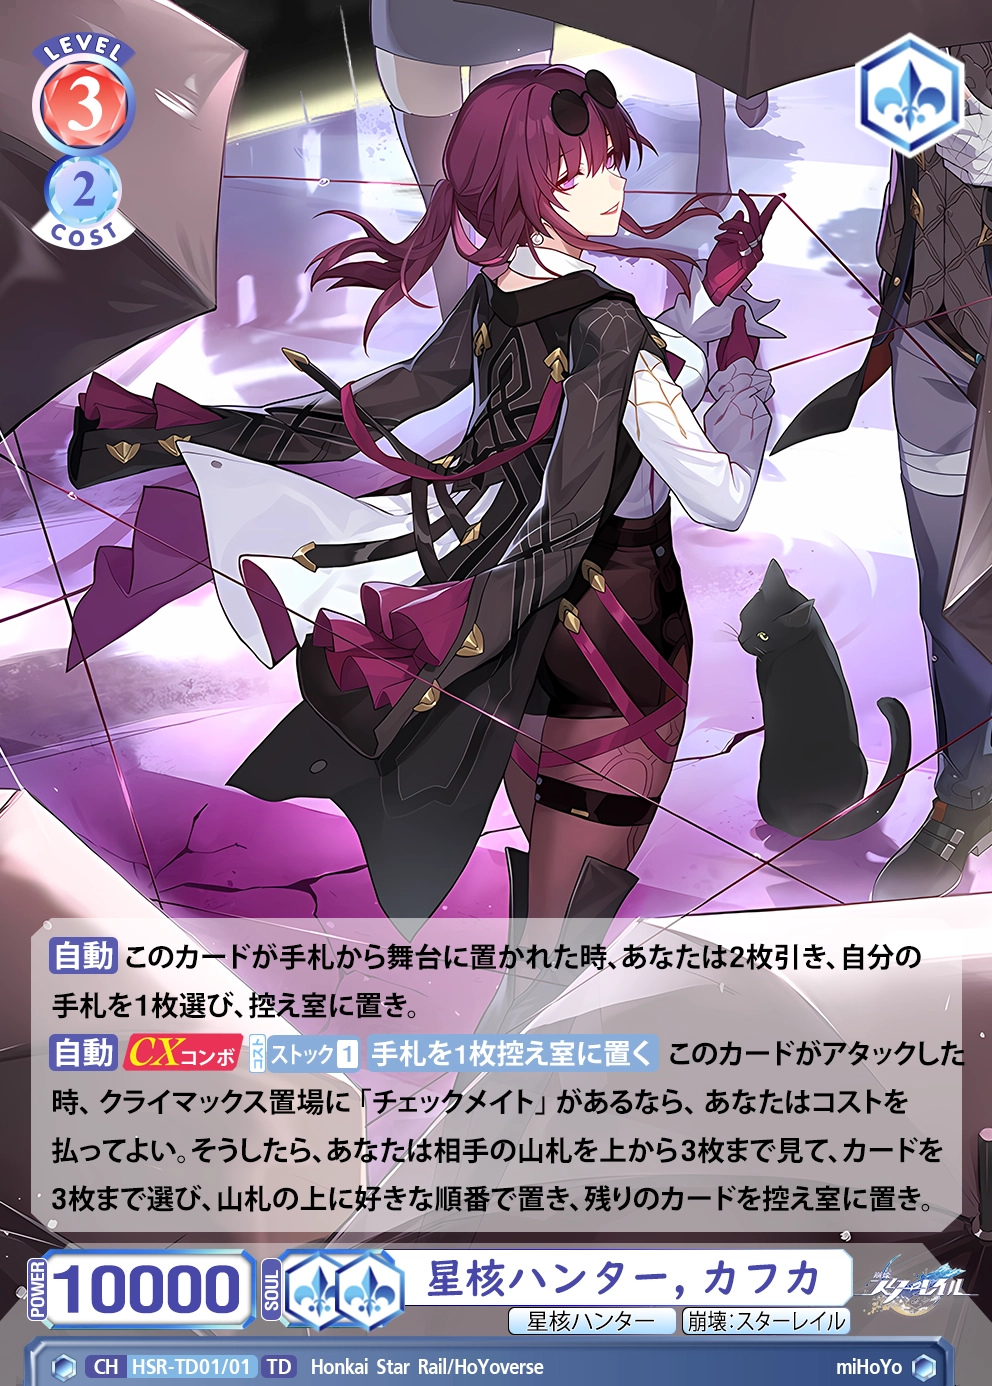 LEVEL
3
2
COST
自動 このカードが手札から舞台に置かれた時、あなたは2枚引き、自分の
手札を1枚選び、控え室に置き。
自動 CXコンボ コスト ストック1 手札を1枚控え室に置く このカードがアタックした
時、クライマックス置場に「チェックメイト」があるなら、あなたはコストを
払ってよい。そうしたら、あなたは相手の山札を上から3枚まで見て、カードを
3枚まで選び、山札の上に好きな順番で置き、残りのカードを控え室に置き。
POWER 10000 SOUL 星核ハンター, カフカ
崩壊 スターレイル
星核ハンター 崩壊:スターレイル
CH HSR-TD01/01 TD Honkai Star Rail/HoYoverse miHoYo